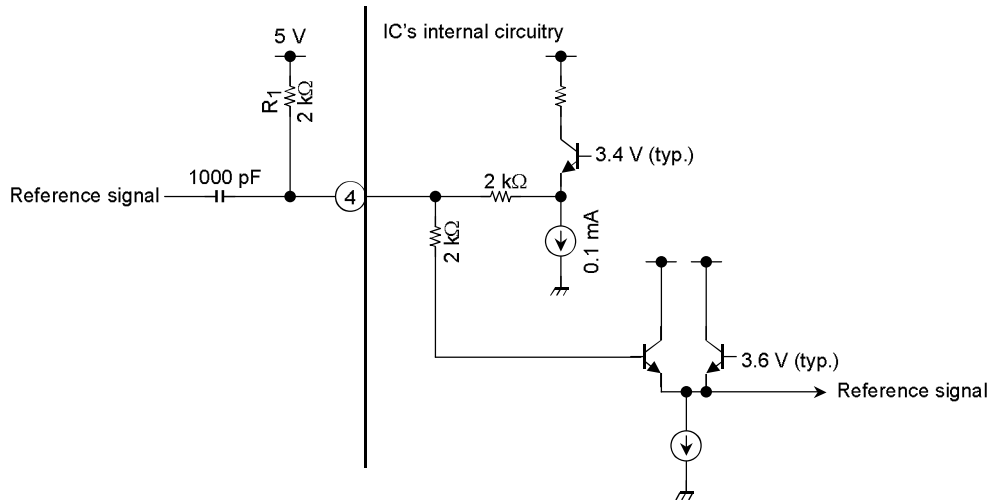 IC's internal circuitry
5 V
R1
2 kΩ
3.4 V (typ.)
1000 pF
2 kΩ
Reference signal
4
2 kΩ
0.1 mA
3.6 V (typ.)
Reference signal